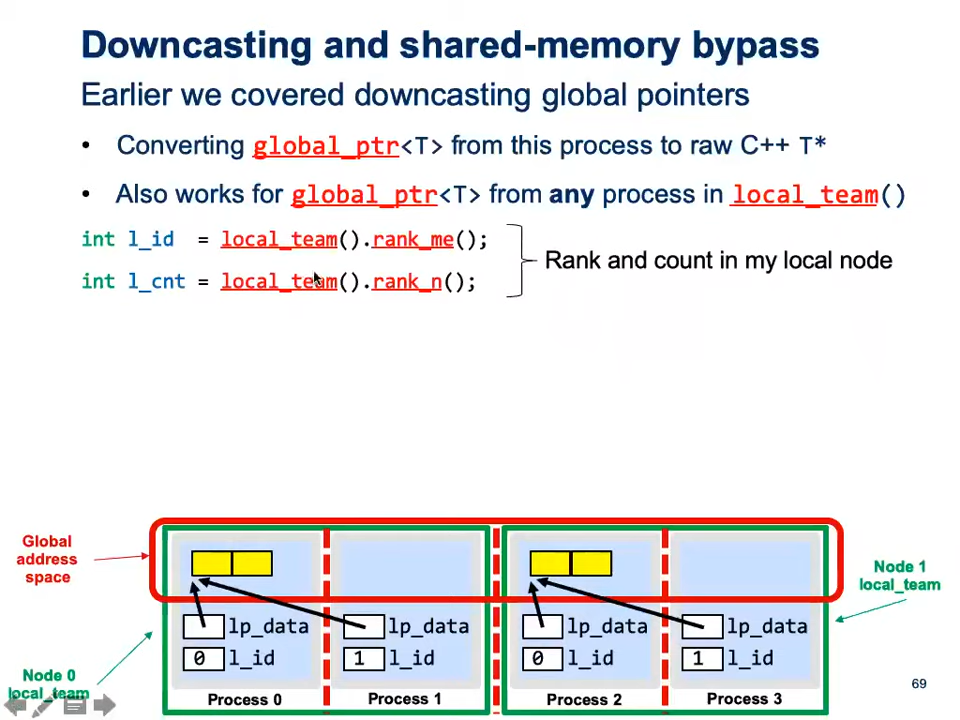 Downcasting and shared-memory bypass
Earlier we covered downcasting global pointers
• Converting global_ptr<T> from this process to raw C++ T*
• Also works for global_ptr<T> from any process in local_team()
int l_id = local_team().rank_me();
int l_cnt = local_team().rank_n();
Rank and count in my local node
Global
address
space
Node 1
local_team
lp_data
lp_data
lp_data
lp_data
0 l_id
1 l_id
0 l_id
1 l_id
Node 0
local_team
Process 0
Process 1
Process 2
Process 3
69